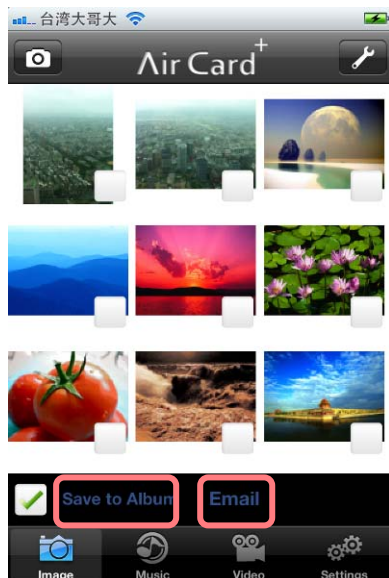 台湾大哥大
Air Card+
Save to Album
Email
Image Music Video Settings